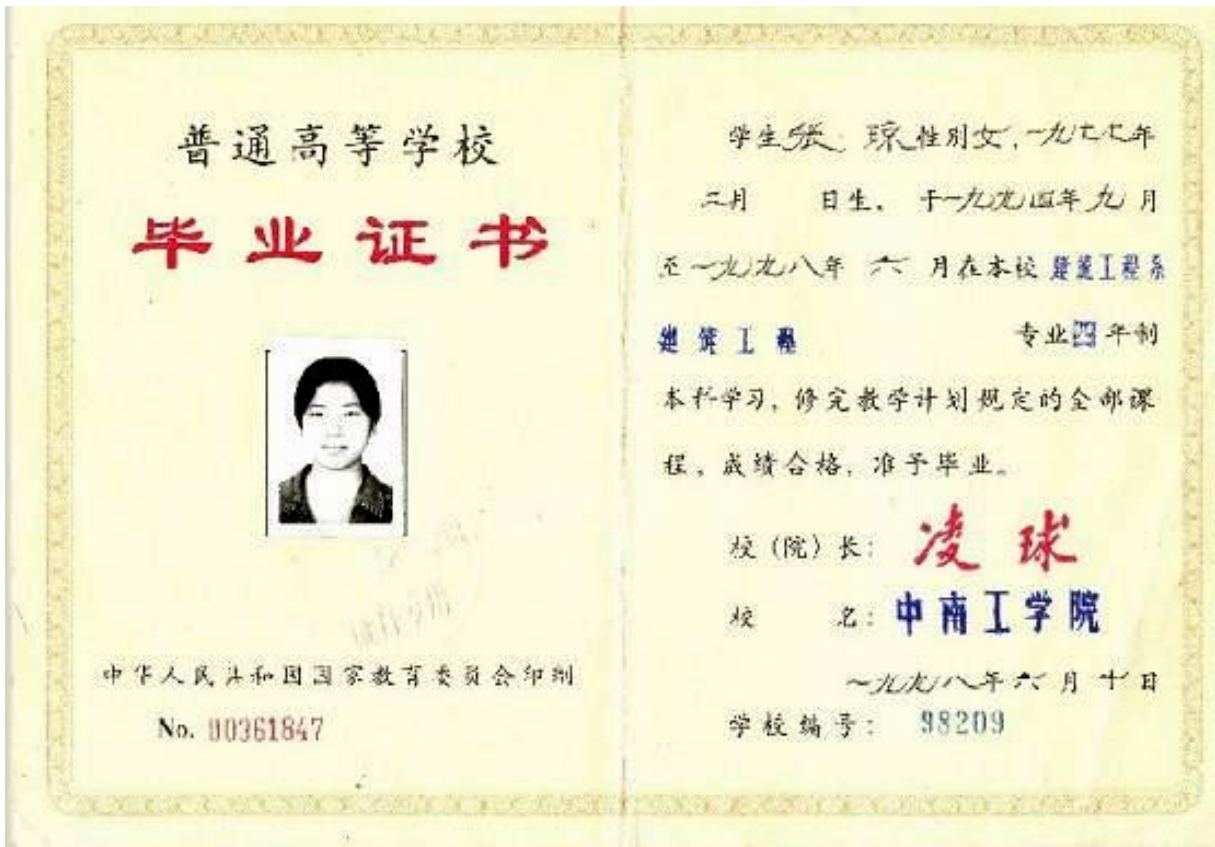 普通高等学校
毕业证书
中华人民共和国国家教育委员会印制
No. 00361847
学生张 琼性别女，一九七七年
二月 日生，于一九九四年九月
至一九九八年 六 月在本校 建筑工程系
建筑工程 专业四年制
本科学习，修完教学计划规定的全部课
程，成绩合格，准予毕业。
校（院）长：凌球
校 名：中南工学院
一九九八年六月十日
学校编号： 98209